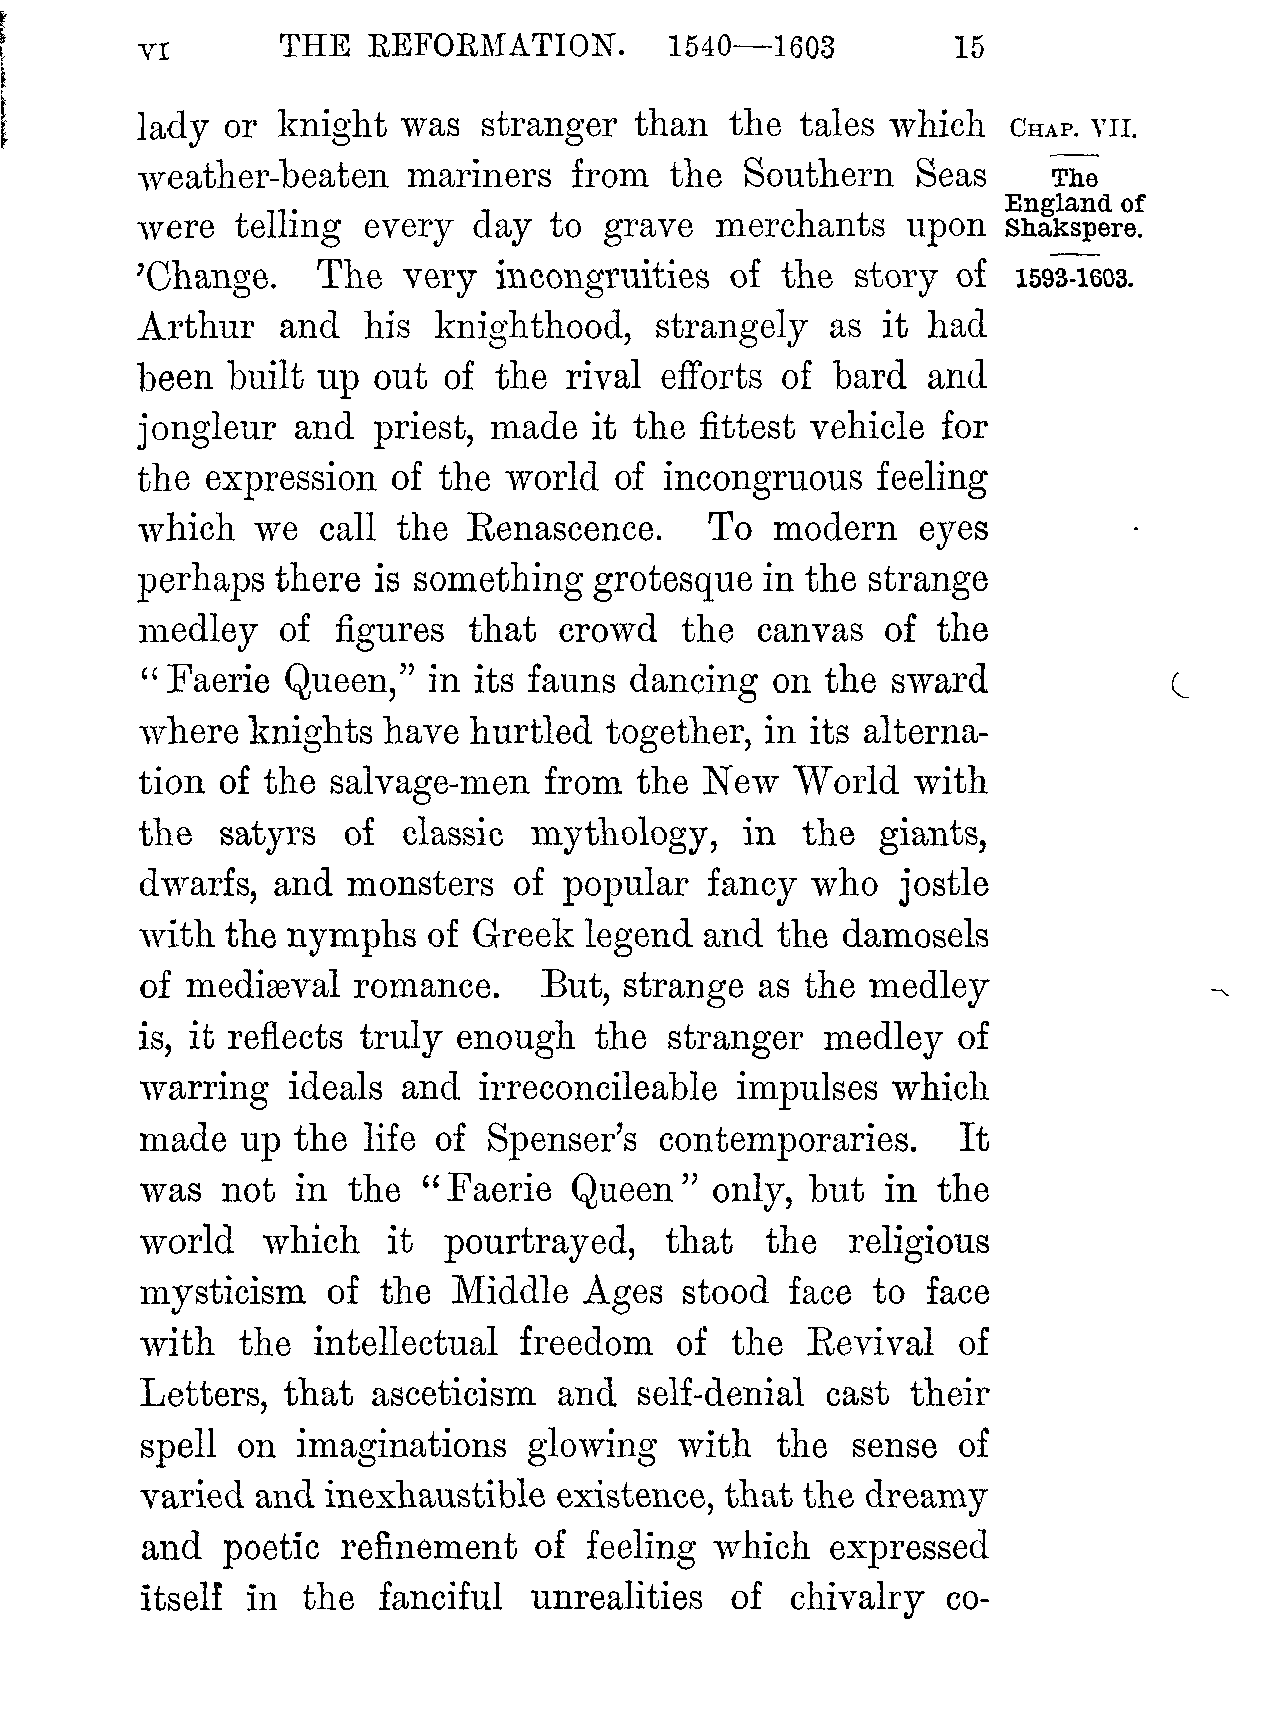 VI THE REFORMATION. 1540—1603 15
lady or knight was stranger than the tales which
weather-beaten mariners from the Southern Seas
were telling every day to grave merchants upon
’Change. The very incongruities of the story of
Arthur and his knighthood, strangely as it had
been built up out of the rival efforts of bard and
jongleur and priest, made it the fittest vehicle for
the expression of the world of incongruous feeling
which we call the Renascence. To modern eyes
perhaps there is something grotesque in the strange
medley of figures that crowd the canvas of the
“Faerie Queen,” in its fauns dancing on the sward
where knights have hurtled together, in its alterna-
tion of the salvage-men from the New World with
the satyrs of classic mythology, in the giants,
dwarfs, and monsters of popular fancy who jostle
with the nymphs of Greek legend and the damosels
of mediæval romance. But, strange as the medley
is, it reflects truly enough the stranger medley of
warring ideals and irreconcileable impulses which
made up the life of Spenser’s contemporaries. It
was not in the “Faerie Queen” only, but in the
world which it pourtrayed, that the religious
mysticism of the Middle Ages stood face to face
with the intellectual freedom of the Revival of
Letters, that asceticism and self-denial cast their
spell on imaginations glowing with the sense of
varied and inexhaustible existence, that the dreamy
and poetic refinement of feeling which expressed
itself in the fanciful unrealities of chivalry co-
CHAP. VII.
The
England of
Shakspere.
1593-1603.